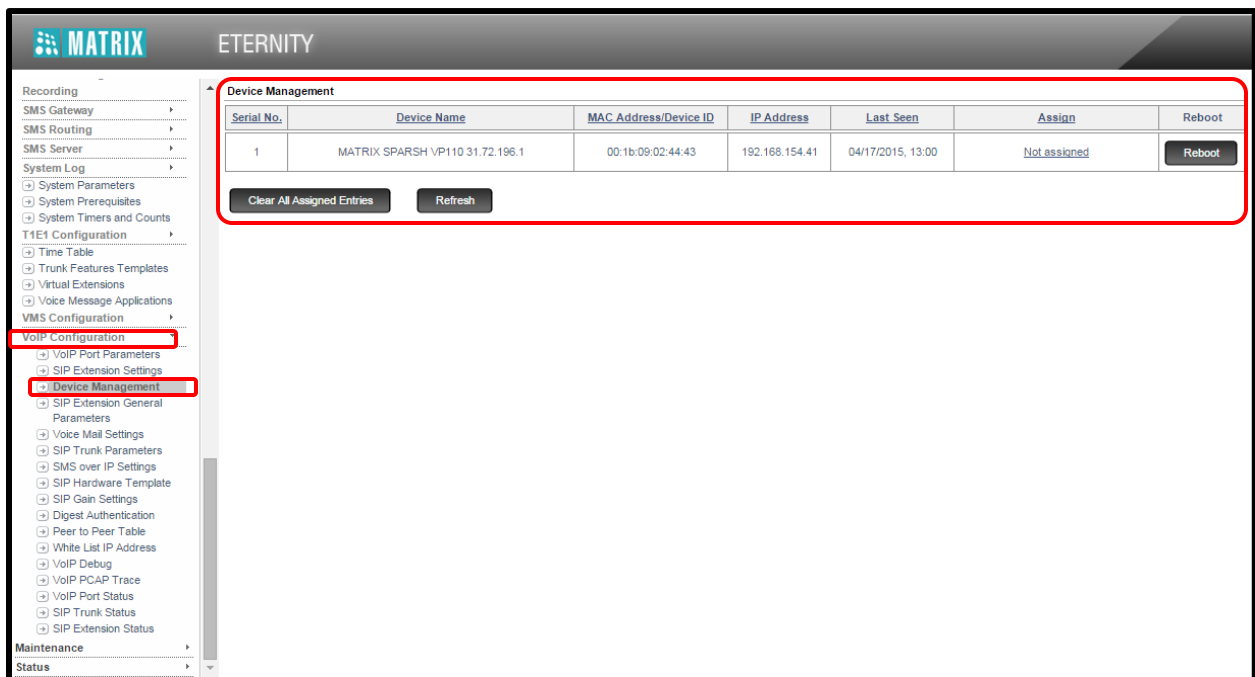 MATRIX
ETERNITY
Recording
SMS Gateway
SMS Routing
SMS Server
System Log
System Parameters
System Prerequisites
System Timers and Counts
T1E1 Configuration
Time Table
Trunk Features Templates
Virtual Extensions
Voice Message Applications
VMS Configuration
VoIP Configuration
VoIP Port Parameters
SIP Extension Settings
Device Management
SIP Extension General
Parameters
Voice Mail Settings
SIP Trunk Parameters
SMS over IP Settings
SIP Hardware Template
SIP Gain Settings
Digest Authentication
Peer to Peer Table
White List IP Address
VoIP Debug
VoIP PCAP Trace
VoIP Port Status
SIP Trunk Status
SIP Extension Status
Maintenance
Status
Device Management
Serial No. Device Name MAC Address/Device ID IP Address Last Seen Assign Reboot
1 MATRIX SPARSH VP110 31.72.196.1 00:1b:09:02:44:43 192.168.154.41 04/17/2015, 13:00 Not assigned Reboot
Clear All Assigned Entries Refresh